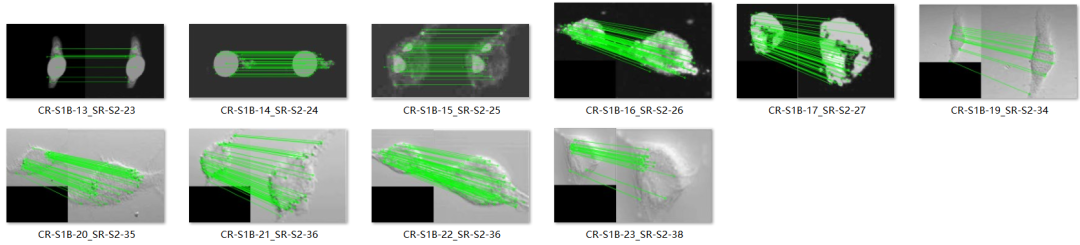 CR-S1B-13_SR-S2-23
CR-S1B-14_SR-S2-24
CR-S1B-15_SR-S2-25
CR-S1B-16_SR-S2-26
CR-S1B-17_SR-S2-27
CR-S1B-19_SR-S2-34
CR-S1B-20_SR-S2-35
CR-S1B-21_SR-S2-36
CR-S1B-22_SR-S2-36
CR-S1B-23_SR-S2-38